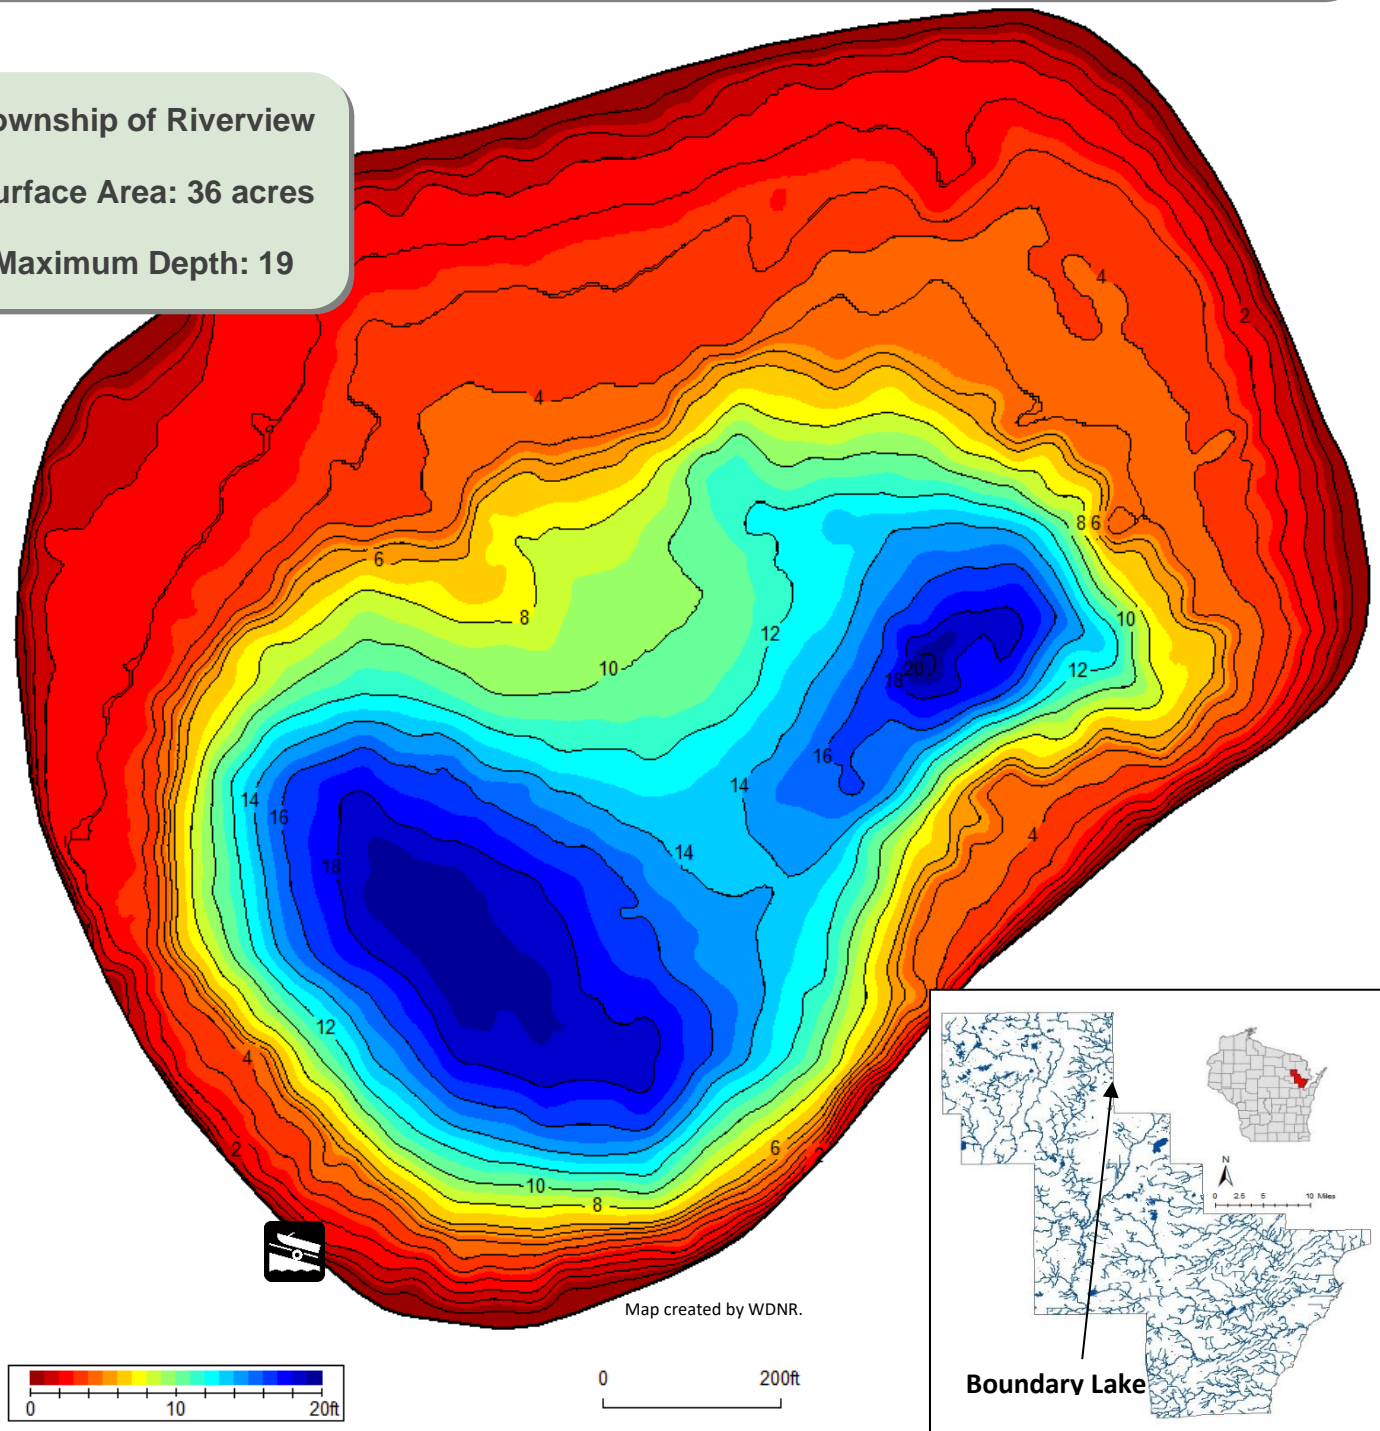 ownship of Riverview
urface Area: 36 acres
Maximum Depth: 19
4
2
4
6
8 6
8
10
12
10
12
18 20
16
14
14
16
14
18
4
12
4
2
6
2
10
8
Map created by WDNR.
0 10 20ft
0 200ft
N
0 2.5 5 10 Miles
Boundary Lake